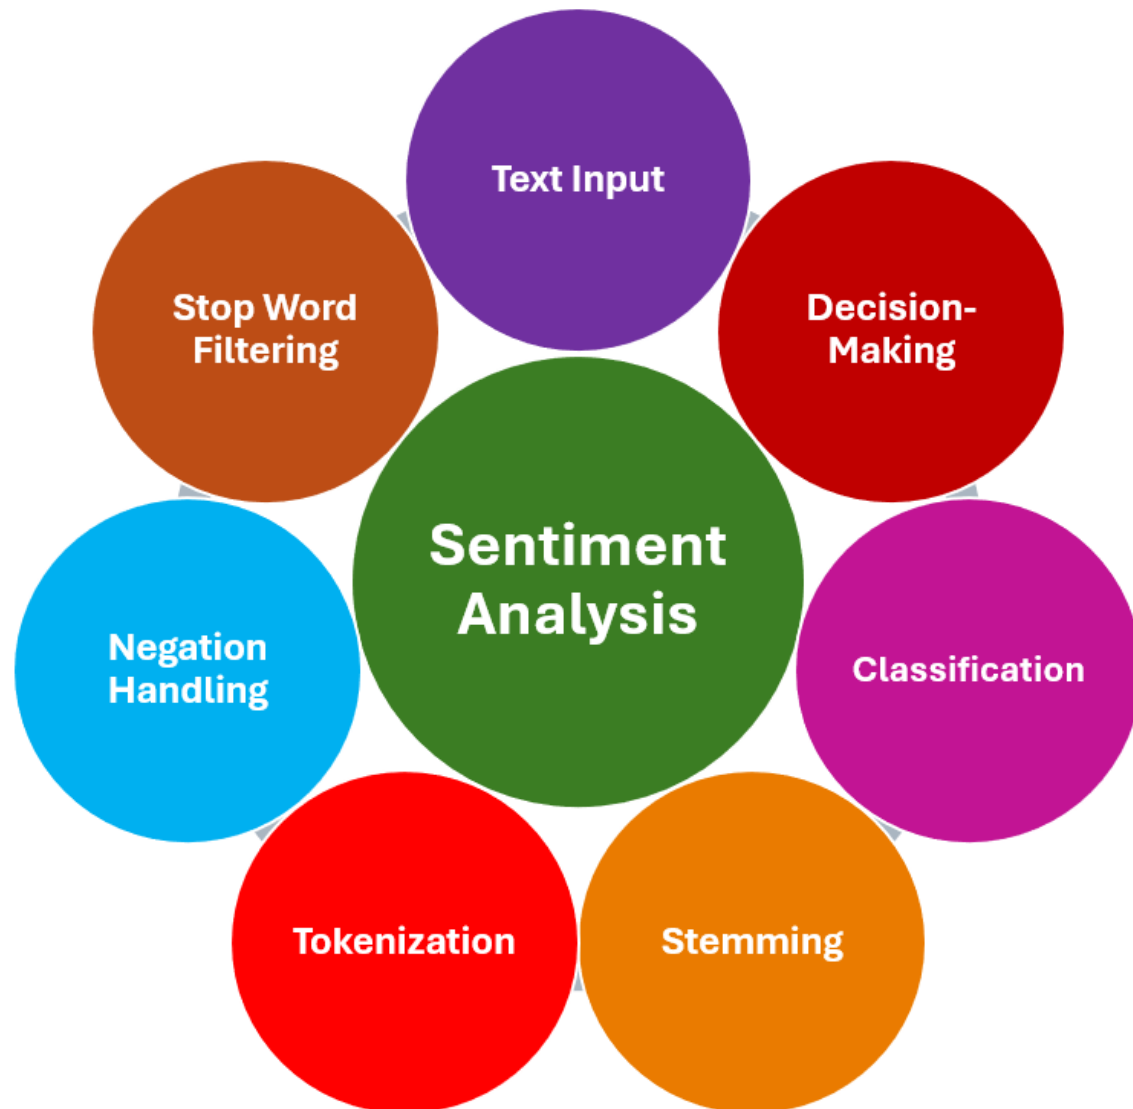 Text Input
Stop Word
Filtering
Decision-
Making
Sentiment
Analysis
Negation
Handling
Classification
Tokenization
Stemming